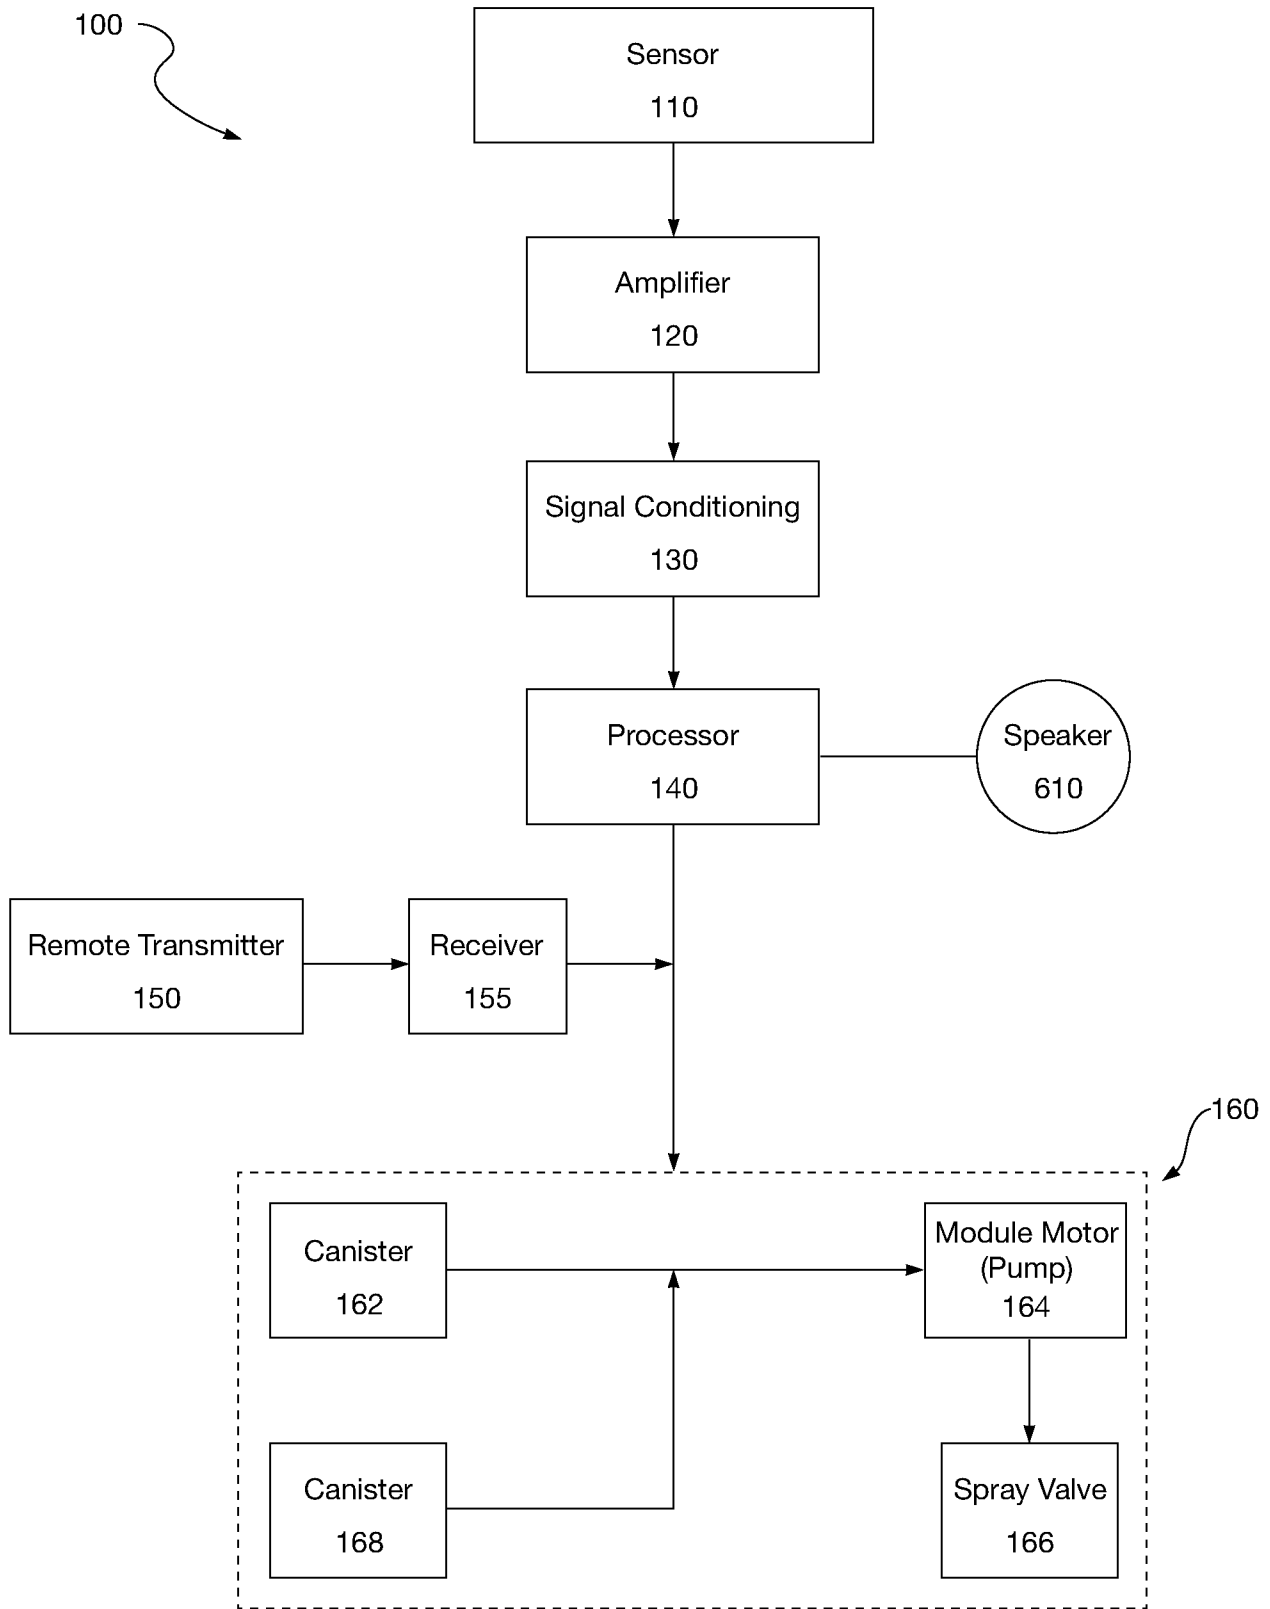 100
Sensor
110
Amplifier
120
Signal Conditioning
130
Processor
140
Speaker
610
Remote Transmitter
150
Receiver
155
160
Canister
162
Module Motor
(Pump)
164
Canister
168
Spray Valve
166